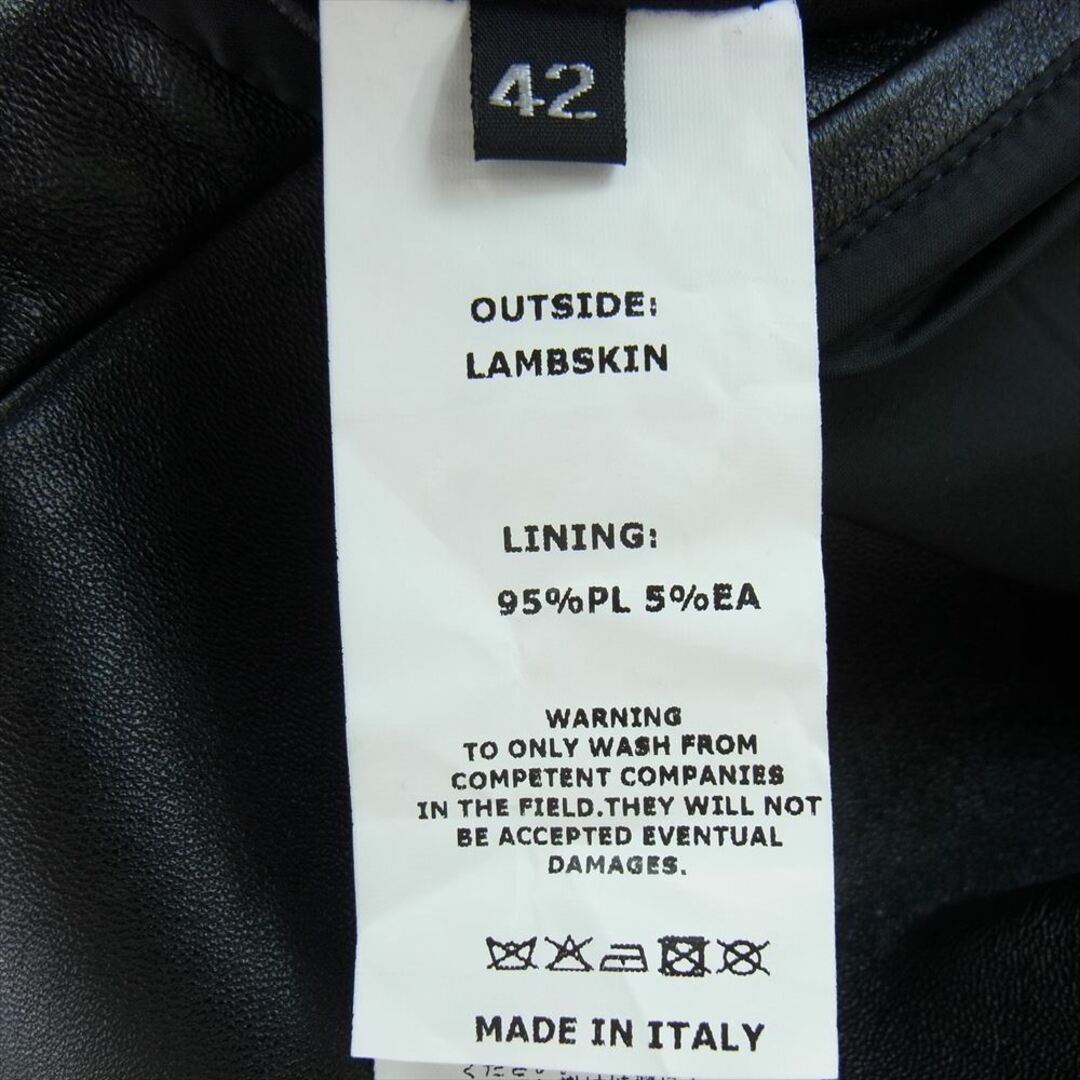 42
OUTSIDE:
LAMBSKIN
LINING:
95%PL 5%EA
WARNING
TO ONLY WASH FROM
COMPETENT COMPANIES
IN THE FIELD.THEY WILL NOT
BE ACCEPTED EVENTUAL
DAMAGES.
MADE IN ITALY